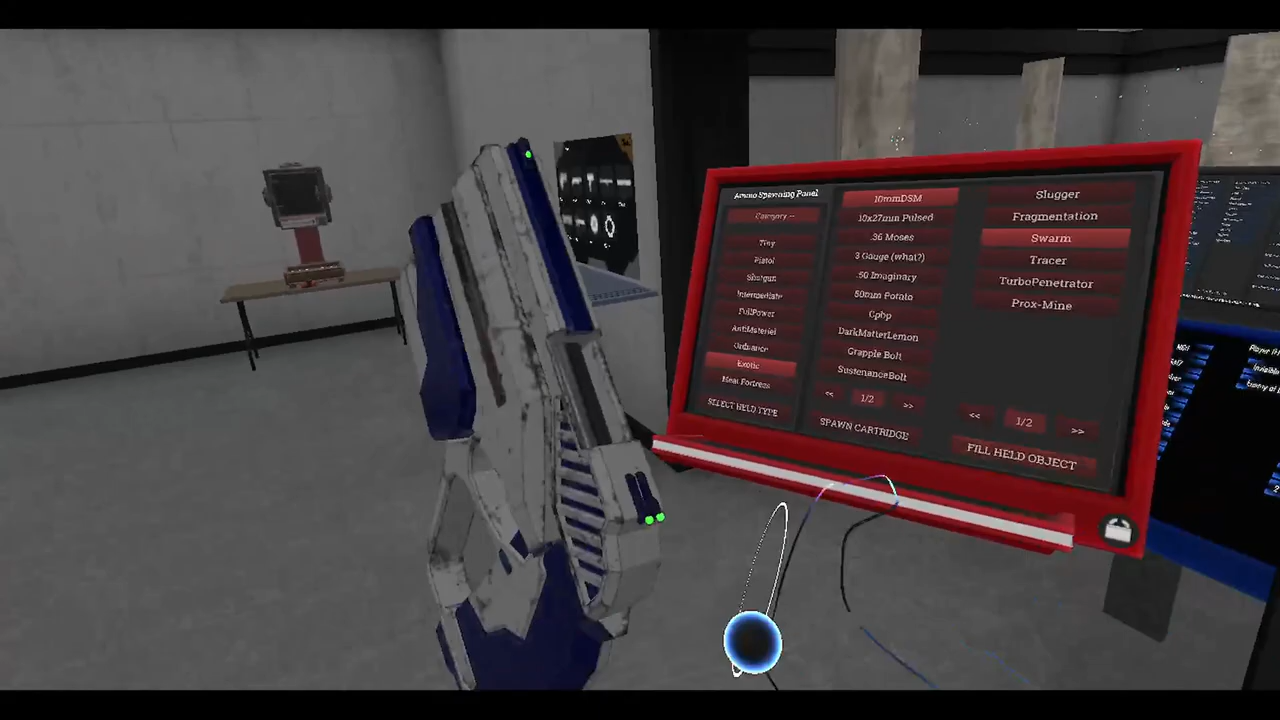 Ammo Spawning Panel
Category --
Tiny
Pistol
Shotgun
Intermediate
FullPower
AntiMateriel
Ordnance
Exotic
Meat Fortress
SELECT HELD TYPE
10mmDSM
10x27mm Pulsed
.36 Moses
3 Gauge (what?)
.50 Imaginary
50mm Potato
Cpbp
DarkMatterLemon
Grapple Bolt
SustenanceBolt
<< 1/2 >>
SPAWN CARTRIDGE
Slugger
Fragmentation
Swarm
Tracer
TurboPenetrator
Prox-Mine
<< 1/2 >>
FILL HELD OBJECT